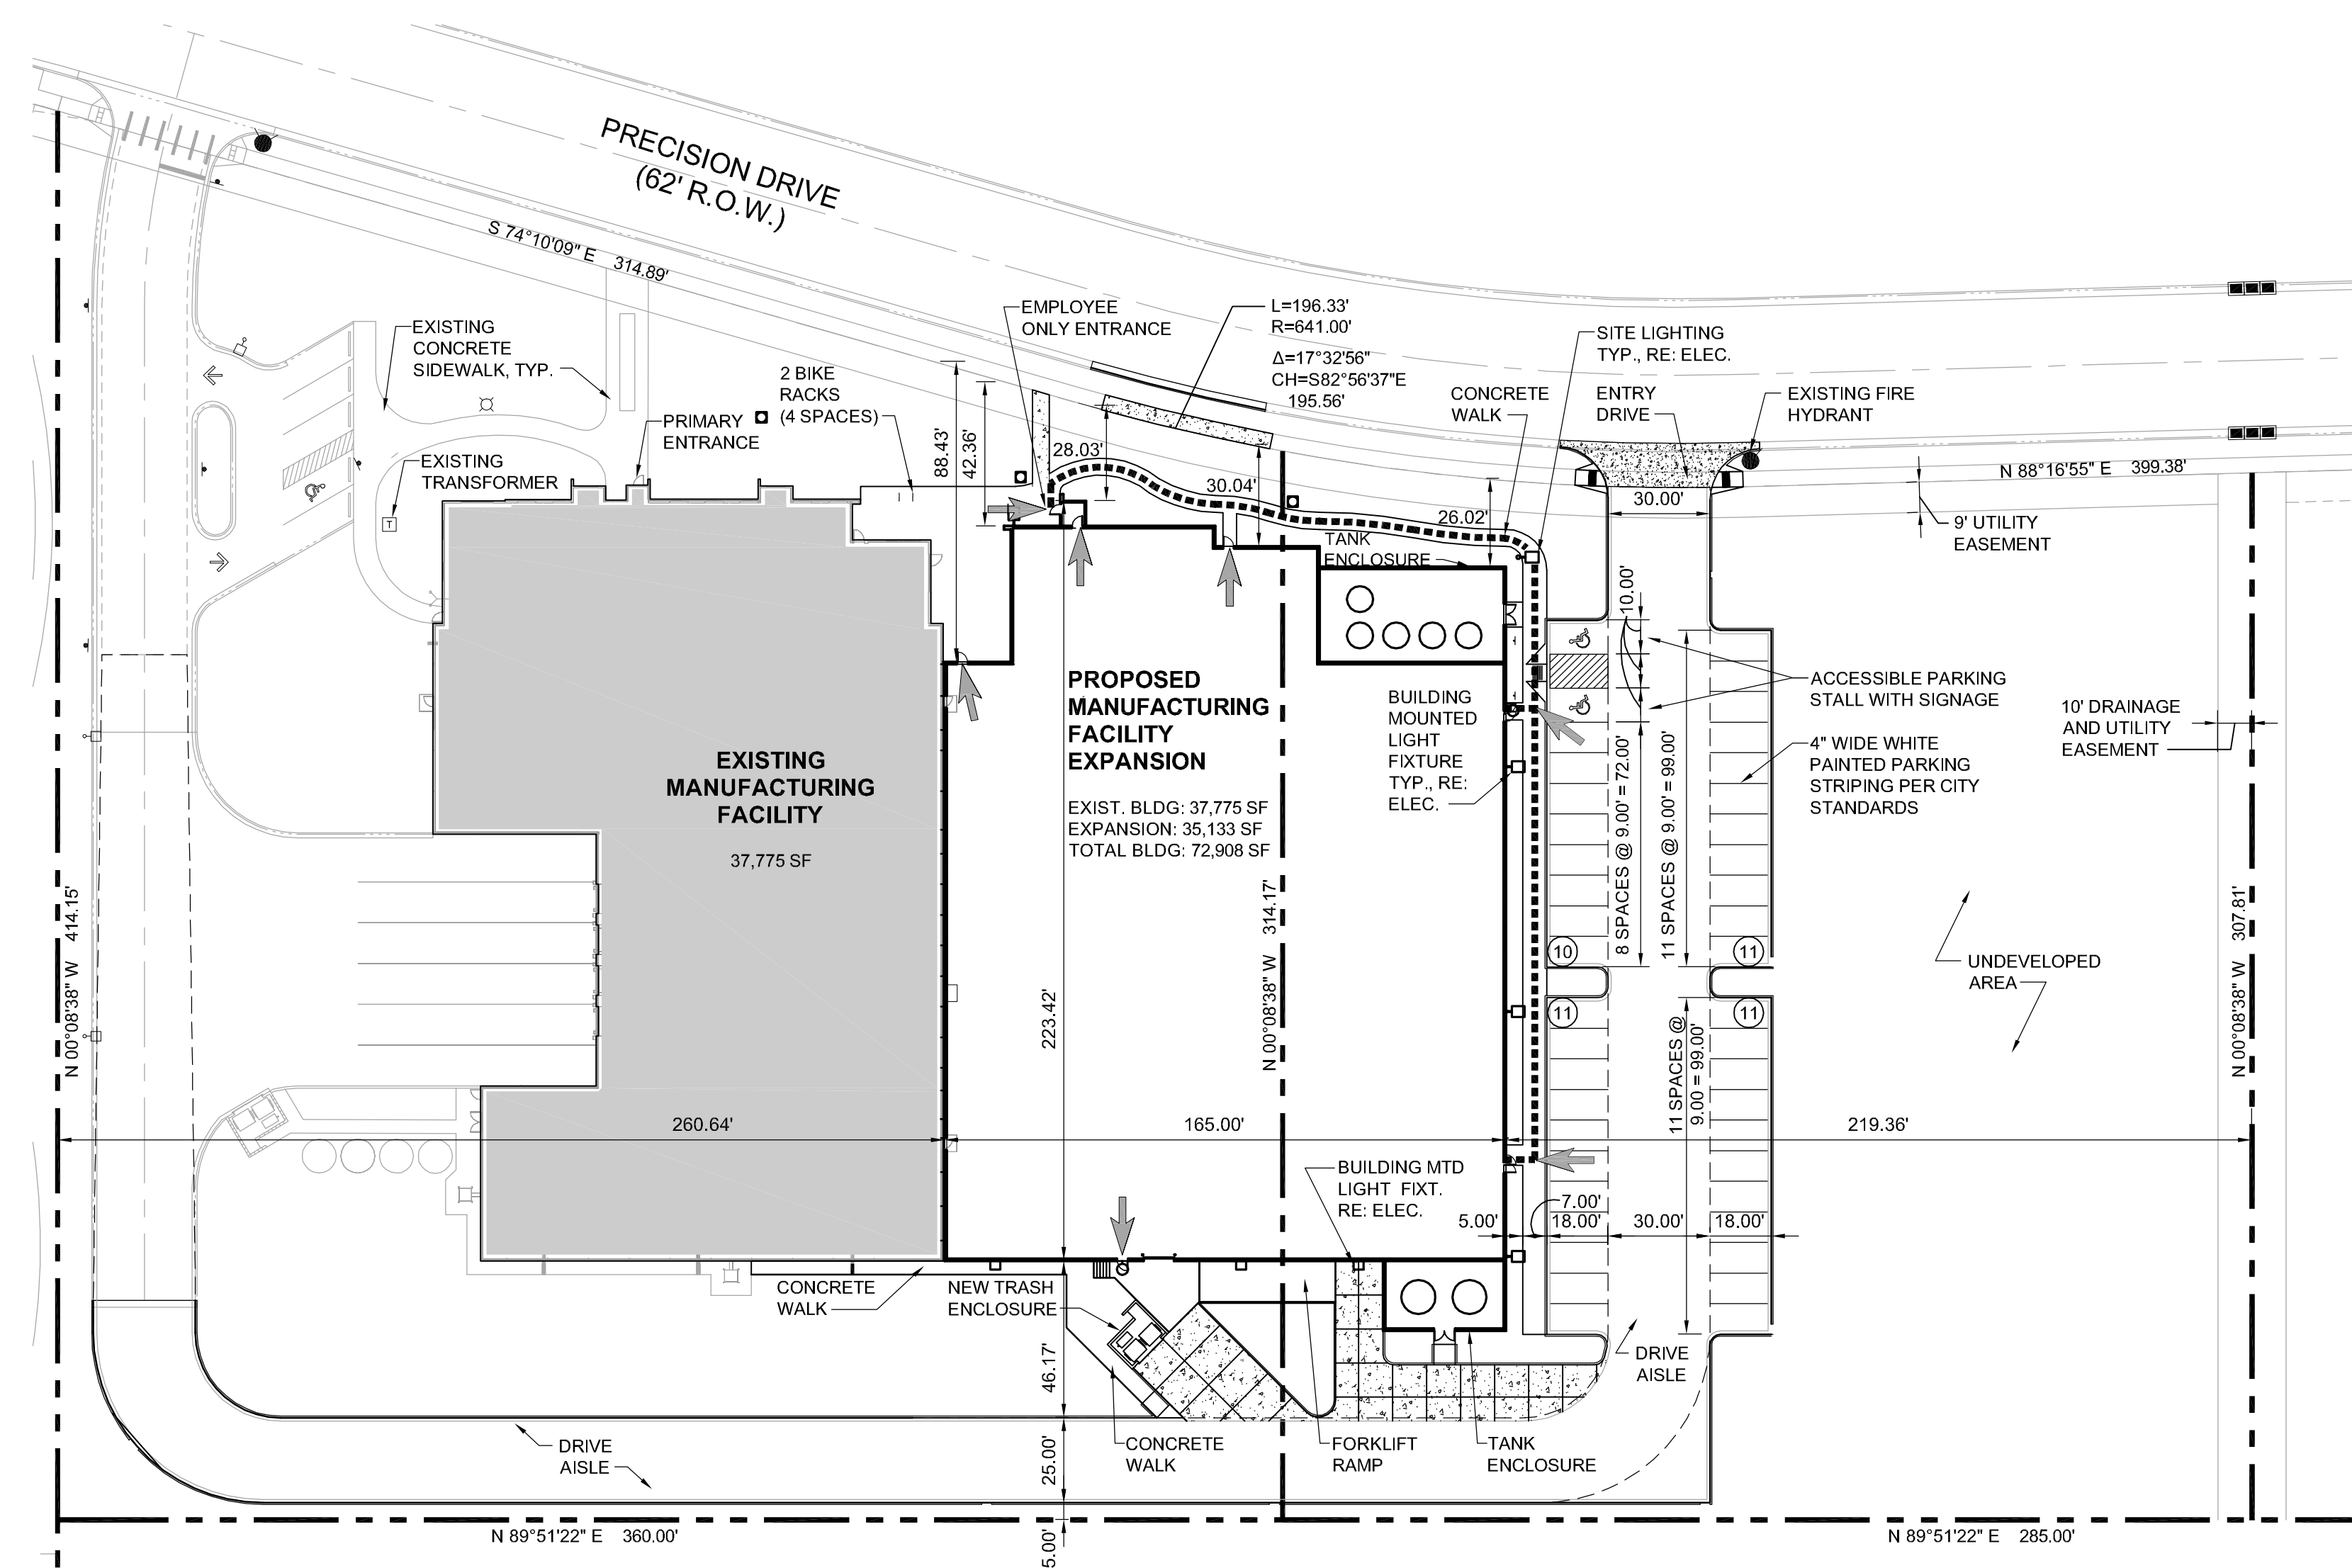 PRECISION DRIVE
(62' R.O.W.)
S 74°10'09" E 314.89'
EXISTING
CONCRETE
SIDEWALK, TYP.
EXISTING
TRANSFORMER
T
PRIMARY
ENTRANCE
2 BIKE
RACKS
(4 SPACES)
EMPLOYEE
ONLY ENTRANCE
L=196.33'
R=641.00'
Δ=17°32'56"
CH=S82°56'37"E
195.56'
SITE LIGHTING
TYP., RE: ELEC.
CONCRETE
WALK
ENTRY
DRIVE
EXISTING FIRE
HYDRANT
N 88°16'55" E 399.38'
88.43'
42.36'
28.03'
30.04'
26.02'
30.00'
9' UTILITY
EASEMENT
TANK
ENCLOSURE
10.00'
ACCESSIBLE PARKING
STALL WITH SIGNAGE
10' DRAINAGE
AND UTILITY
EASEMENT
4" WIDE WHITE
PAINTED PARKING
STRIPING PER CITY
STANDARDS
EXISTING
MANUFACTURING
FACILITY
37,775 SF
PROPOSED
MANUFACTURING
FACILITY
EXPANSION
EXIST. BLDG: 37,775 SF
EXPANSION: 35,133 SF
TOTAL BLDG: 72,908 SF
BUILDING
MOUNTED
LIGHT
FIXTURE
TYP., RE:
ELEC.
8 SPACES @ 9.00' = 72.00'
11 SPACES @ 9.00' = 99.00'
10
11
11
11
11 SPACES @
9.00' = 99.00'
UNDEVELOPED
AREA
N 00°08'38" W 414.15'
N 00°08'38" W 314.17'
N 00°08'38" W 307.81'
223.42'
260.64'
165.00'
219.36'
BUILDING MTD
LIGHT FIXT.
RE: ELEC.
7.00'
5.00'
18.00'
30.00'
18.00'
CONCRETE
WALK
NEW TRASH
ENCLOSURE
46.17'
DRIVE
AISLE
DRIVE
AISLE
25.00'
CONCRETE
WALK
FORKLIFT
RAMP
TANK
ENCLOSURE
N 89°51'22" E 360.00'
5.00'
N 89°51'22" E 285.00'